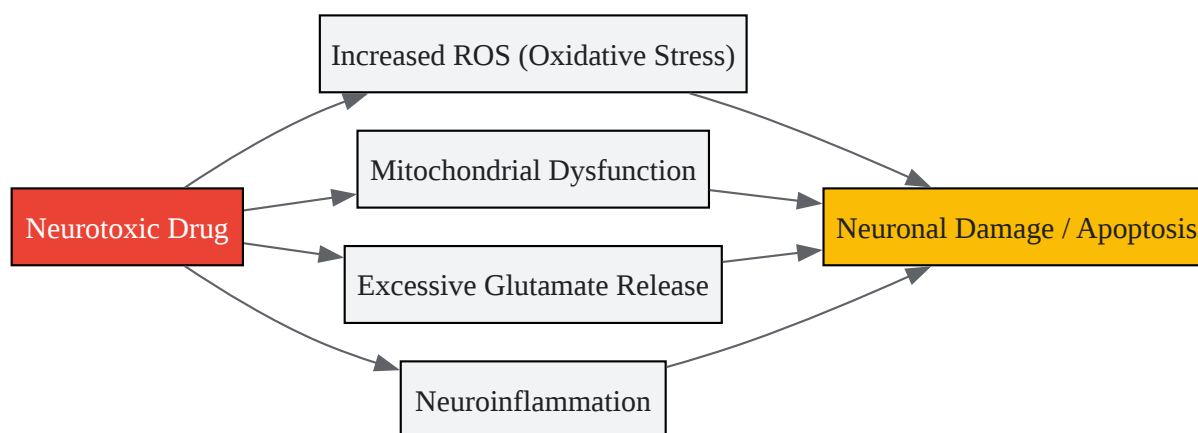 Increased ROS (Oxidative Stress)
Mitochondrial Dysfunction
Neurotoxic Drug
Neuronal Damage / Apoptosis
Excessive Glutamate Release
Neuroinflammation